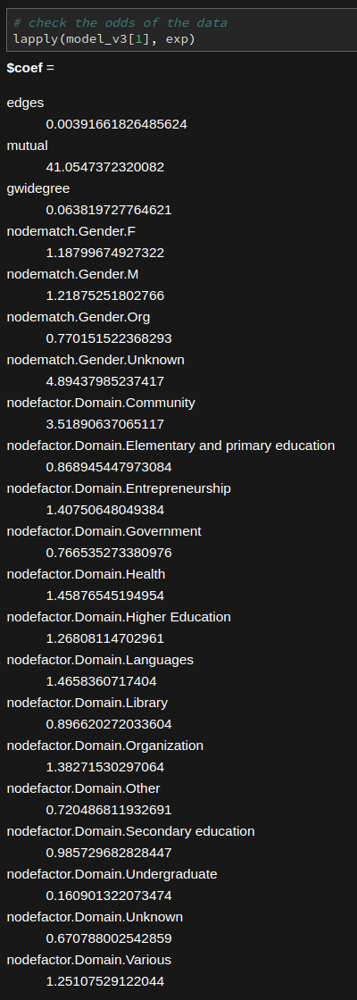 # check the odds of the data
lapply(model_v3[1], exp)
$coef =
edges
0.00391661826485624
mutual
41.0547372320082
gwidegree
0.063819727764621
nodematch.Gender.F
1.18799674927322
nodematch.Gender.M
1.21875251802766
nodematch.Gender.Org
0.770151522368293
nodematch.Gender.Unknown
4.89437985237417
nodefactor.Domain.Community
3.51890637065117
nodefactor.Domain.Elementary and primary education
0.868945447973084
nodefactor.Domain.Entrepreneurship
1.40750648049384
nodefactor.Domain.Government
0.766535273380976
nodefactor.Domain.Health
1.45876545194954
nodefactor.Domain.Higher Education
1.26808114702961
nodefactor.Domain.Languages
1.4658360717404
nodefactor.Domain.Library
0.896620272033604
nodefactor.Domain.Organization
1.38271530297064
nodefactor.Domain.Other
0.720486811932691
nodefactor.Domain.Secondary education
0.985729682828447
nodefactor.Domain.Undergraduate
0.160901322073474
nodefactor.Domain.Unknown
0.670788002542859
nodefactor.Domain.Various
1.25107529122044